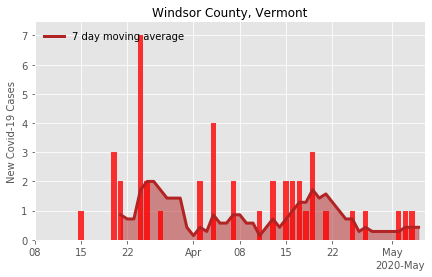 Windsor County, Vermont
7 day moving average
New Covid-19 Cases
7
6
5
4
3
2
1
0
08 15 22 Apr 08 15 22 May
2020-May